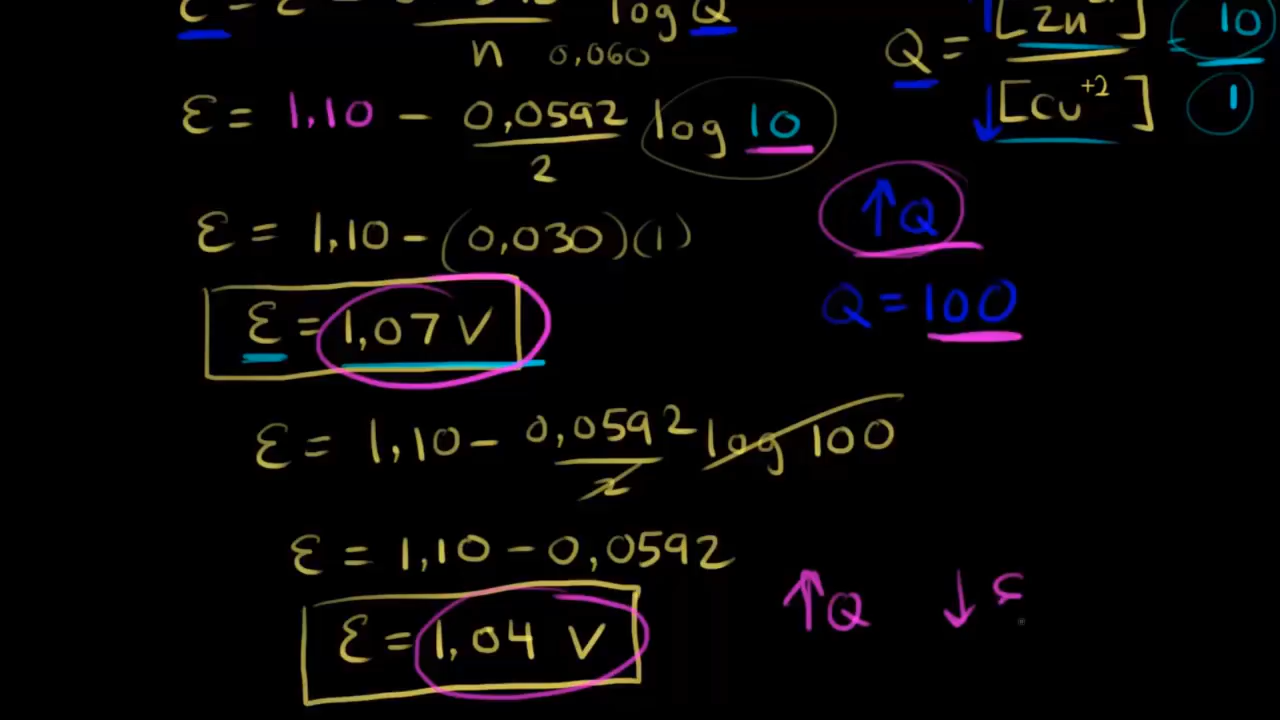 log Q
n 0,060
Q = [Zn ] = 10
[Cu+2] 1
ε = 1,10 - 0,0592 log 10
2
↑Q
ε = 1,10 - (0,030)(1)
Q = 100
ε = 1,07 V
ε = 1,10 - 0,0592 log 100
2
ε = 1,10 - 0,0592
↑Q ↓
ε = 1,04 V